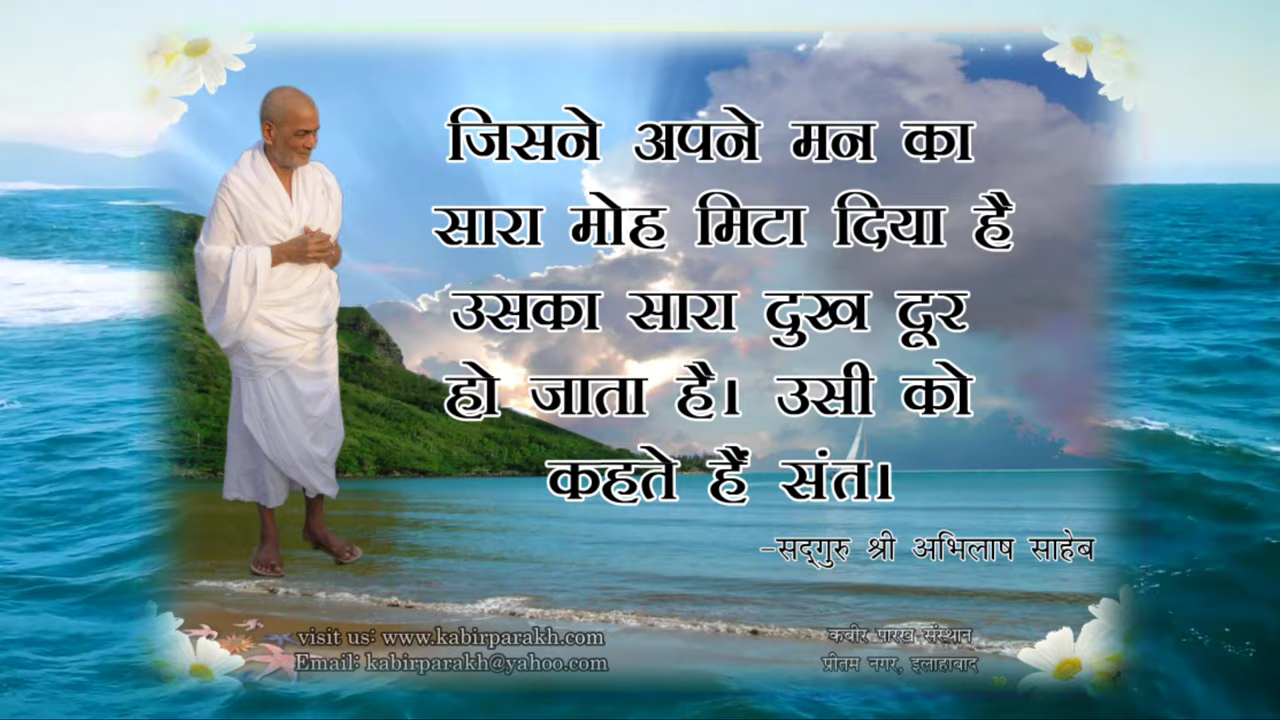 जिसने अपने मन का
सारा मोह मिटा दिया है
उसका सारा दुख दूर
हो जाता है। उसी को
कहते हैं संत।
-सद्‌गुरु श्री अभिलाष साहेब
visit us: www.kabirparakh.com
Email: kabirparakh@yahoo.com
कबीर पारख संस्थान
प्रीतम नगर, इलाहाबाद
39